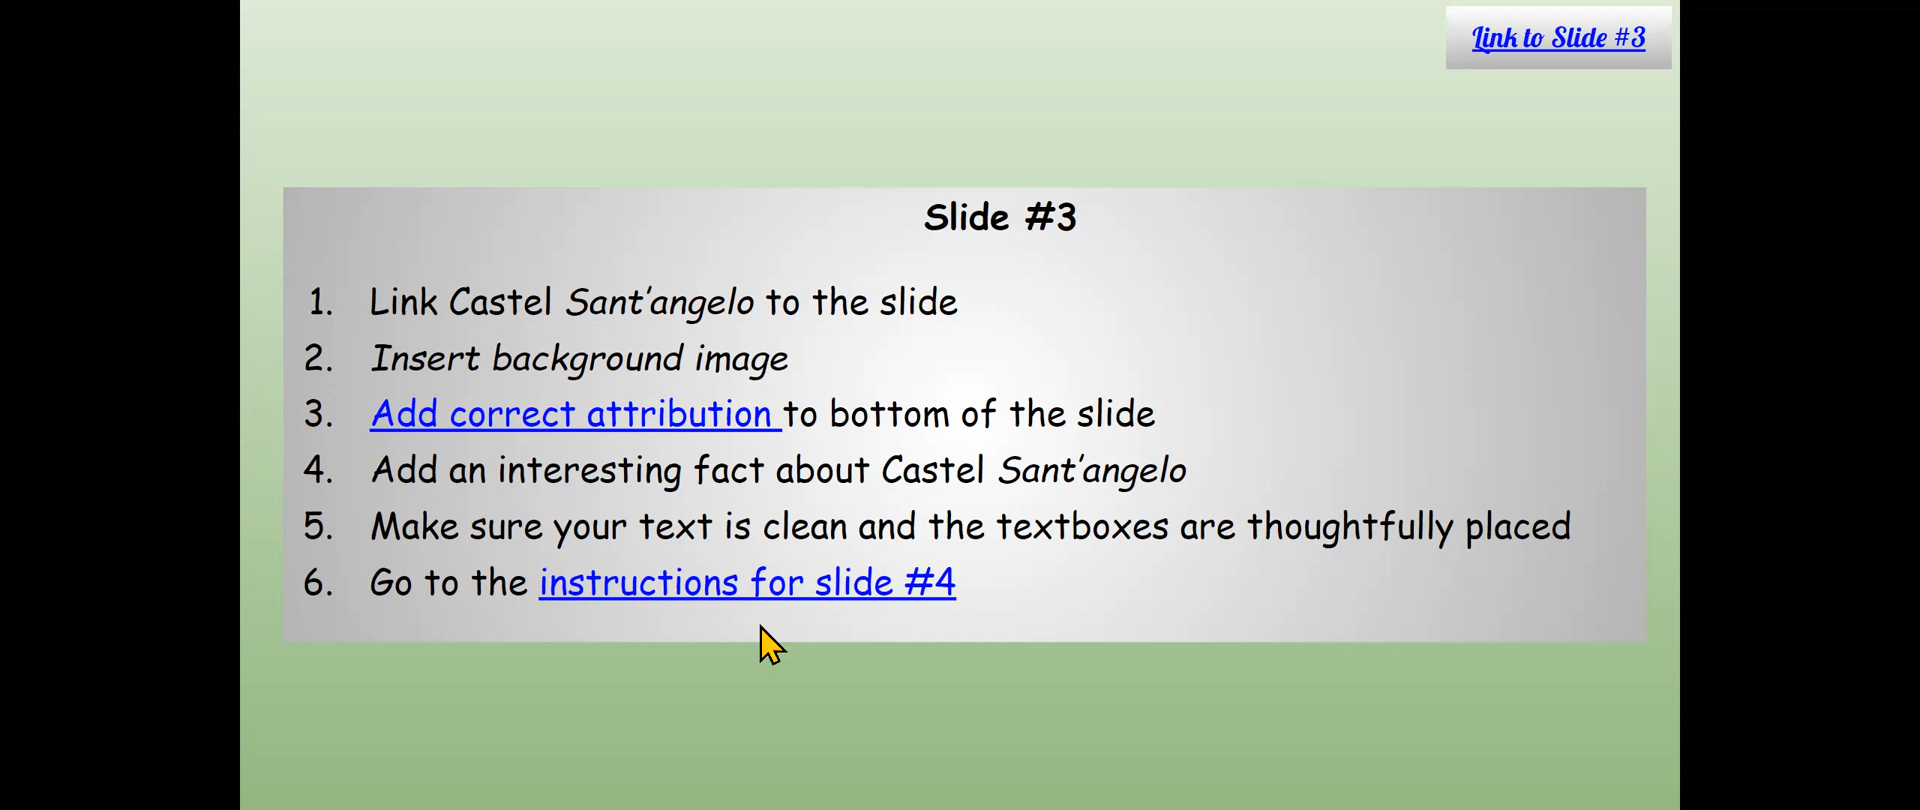 Link to Slide #3
Slide #3
1. Link Castel Sant'angelo to the slide
2. Insert background image
3. Add correct attribution to bottom of the slide
4. Add an interesting fact about Castel Sant'angelo
5. Make sure your text is clean and the textboxes are thoughtfully placed
6. Go to the instructions for slide #4